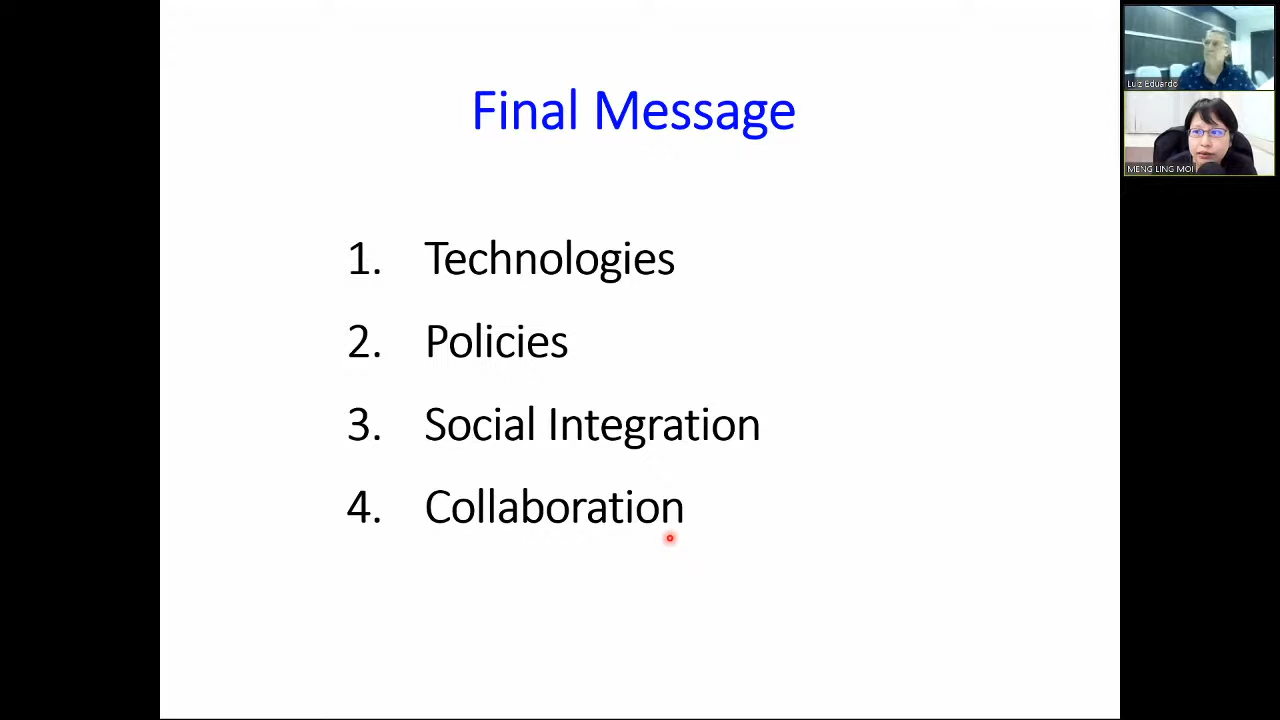 Final Message
1. Technologies
2. Policies
3. Social Integration
4. Collaboration
Luiz Eduardo
MENG LING MOI